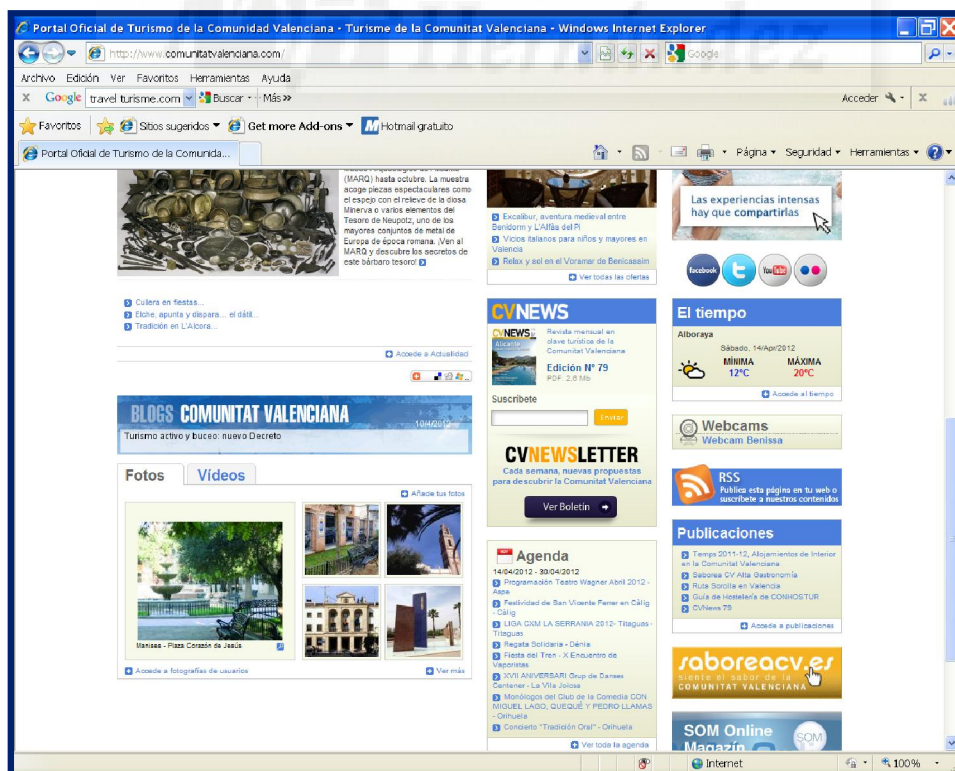 Portal Oficial de Turismo de la Comunidad Valenciana - Turisme de la Comunitat Valenciana - Windows Internet Explorer
http://www.comunitatvalenciana.com/
Google
Archivo Edición Ver Favoritos Herramientas Ayuda
X Google travel turisme.com Buscar Más >> Acceder X
Favoritos Sitios sugeridos Get more Add-ons Hotmail gratuito
Portal Oficial de Turismo de la Comunida... Página Seguridad Herramientas
(MARQ) hasta octubre. La muestra
acoge piezas espectaculares como
el espejo con el relieve de la diosa
Minerva o varios elementos del
Tesoro de Neupotz, uno de los
mayores conjuntos de metal de
Europa de época romana. ¡Ven al
MARQ y descubre los secretos de
este bárbaro tesoro!
Cullera en fiestas...
Elche, apunta y dispara... el dátil...
Tradición en L'Alcora...
Accede a Actualidad
BLOGS COMUNITAT VALENCIANA
10/4/2012
Turismo activo y buceo: nuevo Decreto
Fotos Vídeos
Añade tus fotos
Manises - Plaza Corazón de Jesús
Accede a fotografías de usuarios
Ver más
Excalibur, aventura medieval entre
Benidorm y L'Alfàs del Pi
Vicios italianos para niños y mayores en
Valencia
Relax y sol en el Voramar de Benicassim
Ver todas las ofertas
CVNEWS
CVNEWS
Alicante
Revista mensual en
clave turística de la
Comunitat Valenciana
Edición Nº 79
PDF. 2.6 Mb
Suscríbete
Enviar
CVNEWSLETTER
Cada semana, nuevas propuestas
para descubrir la Comunitat Valenciana
Ver Boletín
Agenda
14/04/2012 - 30/04/2012
Programación Teatro Wagner Abril 2012 -
Aspe
Festividad de San Vicente Ferrer en Càlig
- Càlig
LIGA CXM LA SERRANIA 2012- Titaguas -
Titaguas
Regata Solidaria - Dénia
Fiesta del Tren - X Encuentro de
Vaporistas
XVII ANIVERSARI Grup de Danses
Centener - La Vila Joiosa
Monólogos del Club de la Comedia CON
MIGUEL LAGO, QUEQUÉ Y PEDRO LLAMAS
- Orihuela
Concierto "Tradición Oral" - Orihuela
Ver toda la agenda
Las experiencias intensas
hay que compartirlas
facebook t You Tube
El tiempo
Alboraya
Sábado, 14/Apr/2012
MÍNIMA MÁXIMA
12ºC 20ºC
Accede al tiempo
Webcams
Webcam Benissa
RSS
Publica esta página en tu web o
suscríbete a nuestros contenidos
Publicaciones
Temps 2011-12, Alojamientos de Interior
en la Comunitat Valenciana
Saborea CV Alta Gastronomía
Ruta Sorolla en Valencia
Guía de Hostelería de CONHOSTUR
CVNews 79
Accede a publicaciones
saboreacv.es
siente el sabor de la
COMUNITAT VALENCIANA
SOM Online
Magazín
SOM
Internet 100%